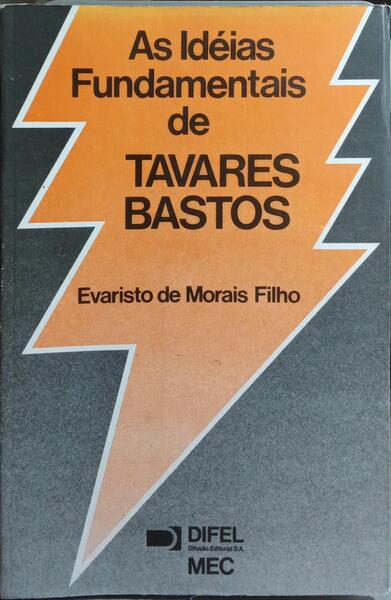 As Idéias
Fundamentais
de
TAVARES
BASTOS
Evaristo de Morais Filho
DIFEL
Difusão Editorial S.A.
MEC